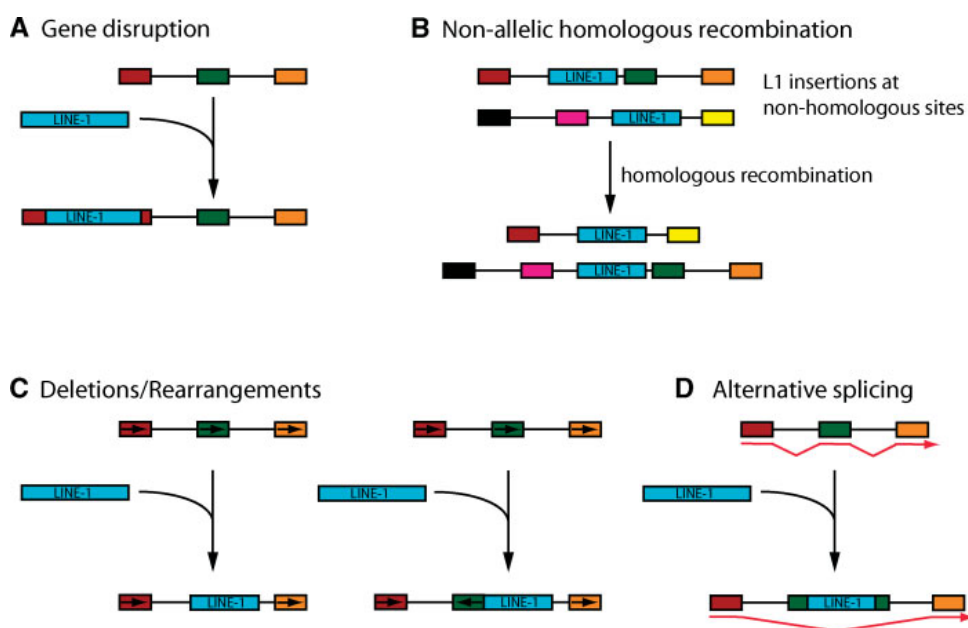 A Gene disruption
LINE-1
LINE-1
B Non-allelic homologous recombination
LINE-1
L1 insertions at
non-homologous sites
LINE-1
homologous recombination
LINE-1
LINE-1
C Deletions/Rearrangements
LINE-1
LINE-1
LINE-1
LINE-1
D Alternative splicing
LINE-1
LINE-1